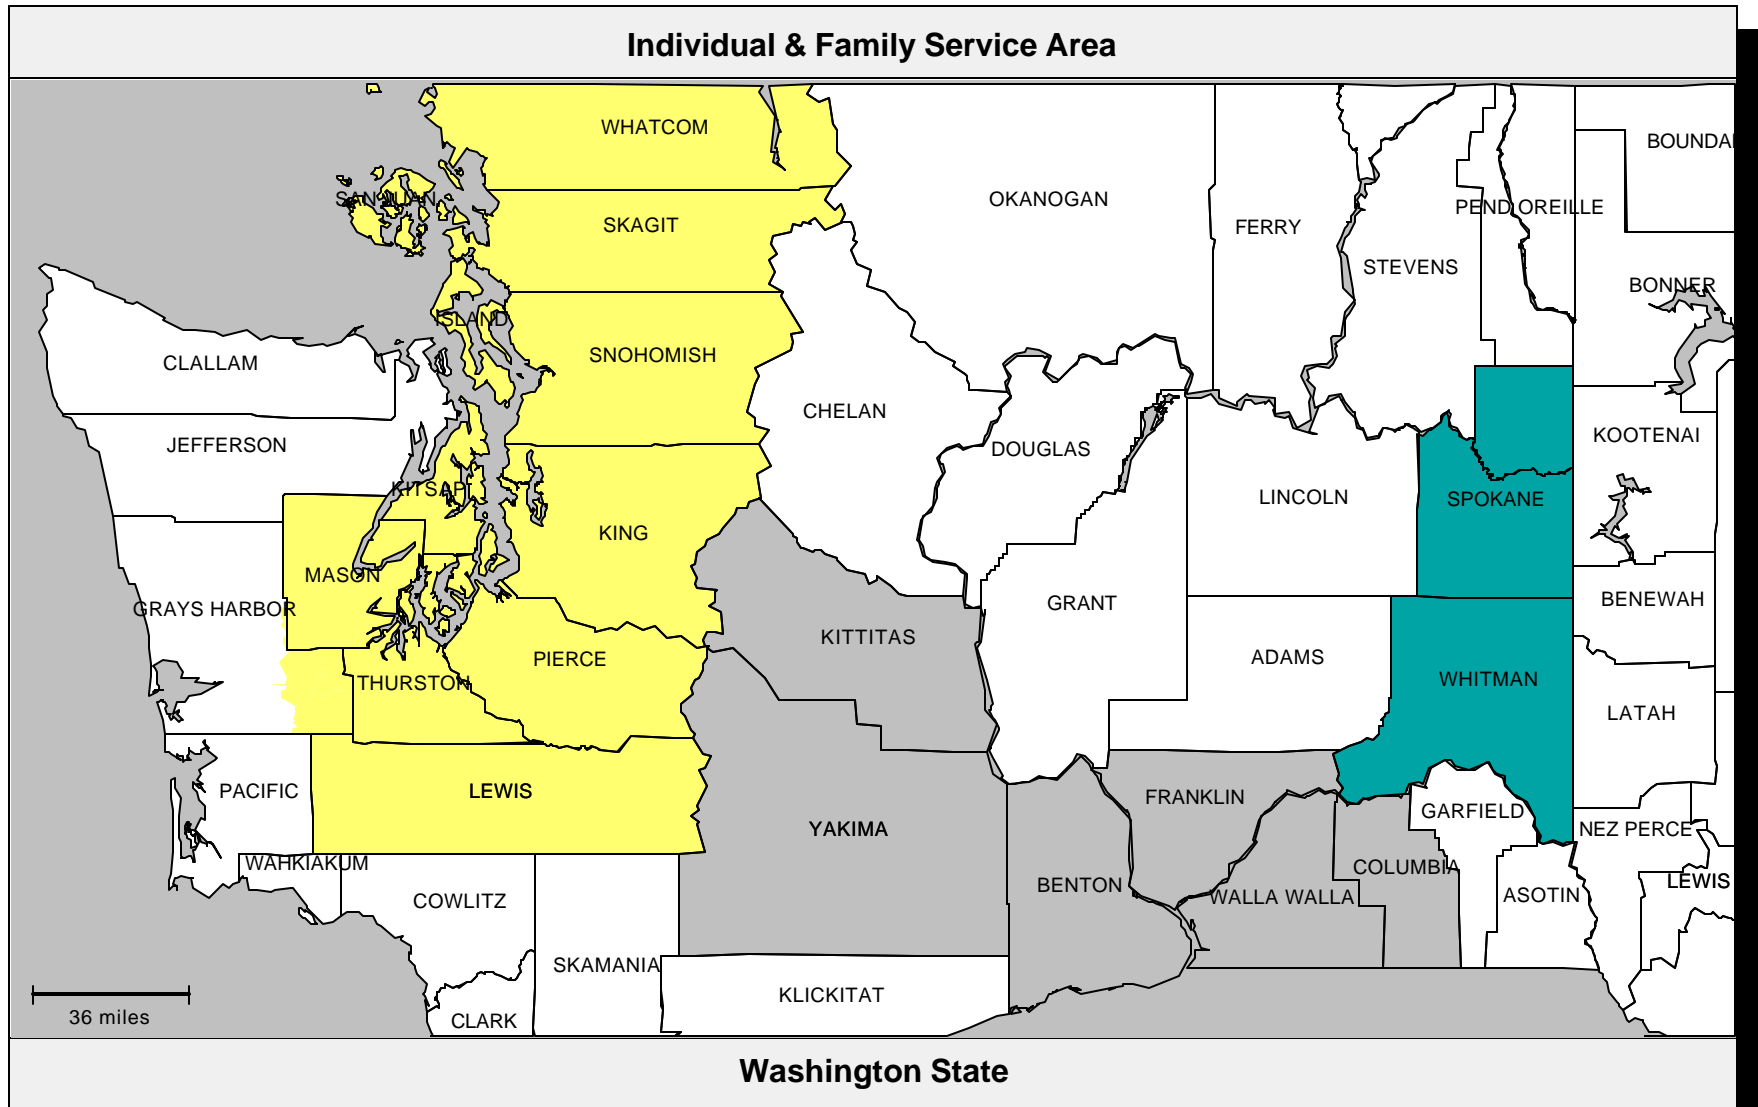 Individual & Family Service Area
WHATCOM
BOUNDA
SAN JUAN
OKANOGAN
PEND OREILLE
SKAGIT
FERRY
STEVENS
BONNER
ISLAND
SNOHOMISH
CLALLAM
CHELAN
JEFFERSON
DOUGLAS
KOOTENAI
KITSAP
LINCOLN
SPOKANE
KING
MASON
GRAYS HARBOR
GRANT
BENEWAH
KITTITAS
PIERCE
ADAMS
THURSTON
WHITMAN
LATAH
PACIFIC
LEWIS
FRANKLIN
GARFIELD
YAKIMA
NEZ PERCE
WAHKIAKUM
COLUMBIA
BENTON
LEWIS
COWLITZ
WALLA WALLA
ASOTIN
SKAMANIA
KLICKITAT
36 miles
CLARK
Washington State